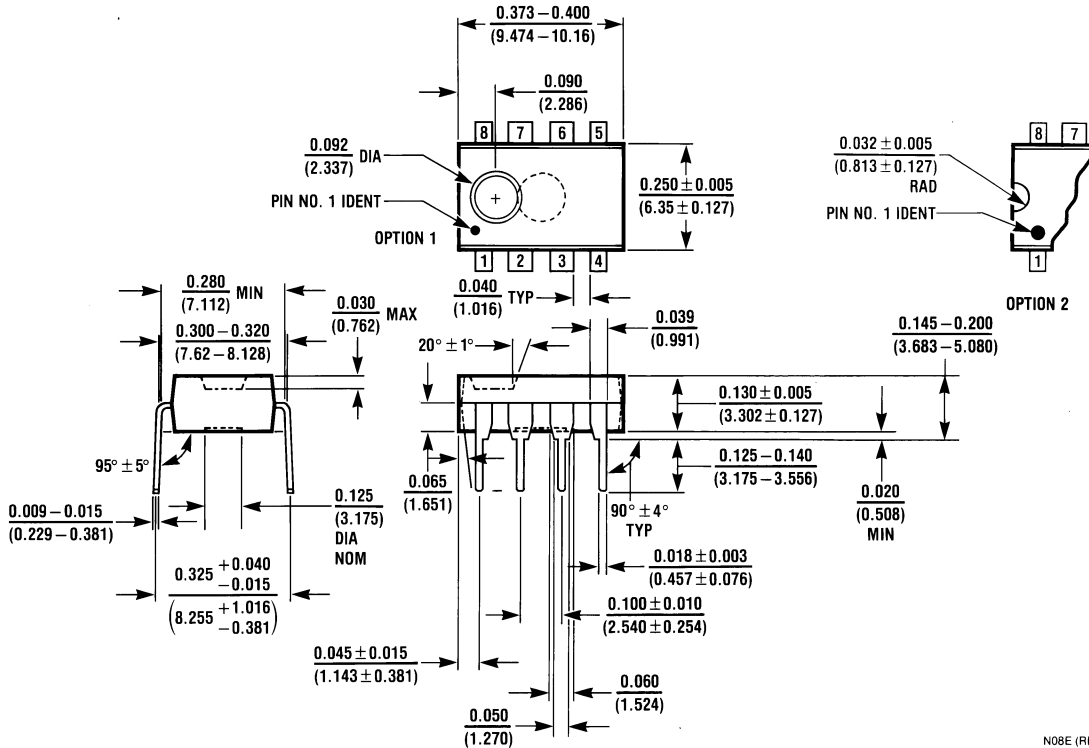 0.373 – 0.400
(9.474 – 10.16)
0.090
(2.286)
8 7 6 5
0.092 DIA
(2.337)
PIN NO. 1 IDENT
OPTION 1
0.250 ± 0.005
(6.35 ± 0.127)
1 2 3 4
8 7
0.032 ± 0.005
(0.813 ± 0.127)
RAD
PIN NO. 1 IDENT
1
OPTION 2
0.280 MIN
(7.112)
0.300 – 0.320
(7.62 – 8.128)
0.030 MAX
(0.762)
0.040 TYP
(1.016)
20° ± 1°
0.039
(0.991)
0.145 – 0.200
(3.683 – 5.080)
0.130 ± 0.005
(3.302 ± 0.127)
95° ± 5°
0.009 – 0.015
(0.229 – 0.381)
0.125
(3.175)
DIA
NOM
0.065
(1.651)
90° ± 4°
TYP
0.125 – 0.140
(3.175 – 3.556)
0.020
(0.508)
MIN
0.325 +0.040
–0.015
(8.255 +1.016
–0.381)
0.018 ± 0.003
(0.457 ± 0.076)
0.100 ± 0.010
(2.540 ± 0.254)
0.045 ± 0.015
(1.143 ± 0.381)
0.060
(1.524)
0.050
(1.270)
N08E